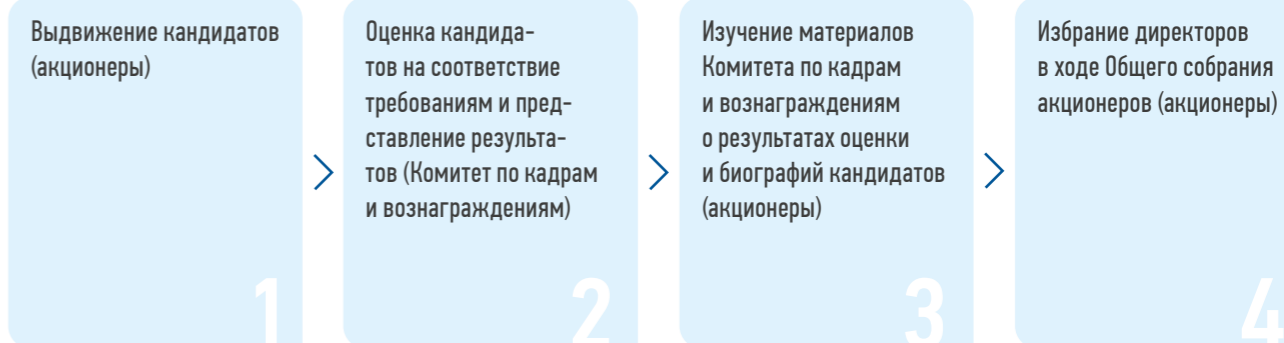 Выдвижение кандидатов
(акционеры)
1
Оценка кандида-
тов на соответствие
требованиям и пред-
ставление результа-
тов (Комитет по кадрам
и вознаграждениям)
2
Изучение материалов
Комитета по кадрам
и вознаграждениям
о результатах оценки
и биографий кандидатов
(акционеры)
3
Избрание директоров
в ходе Общего собрания
акционеров (акционеры)
4